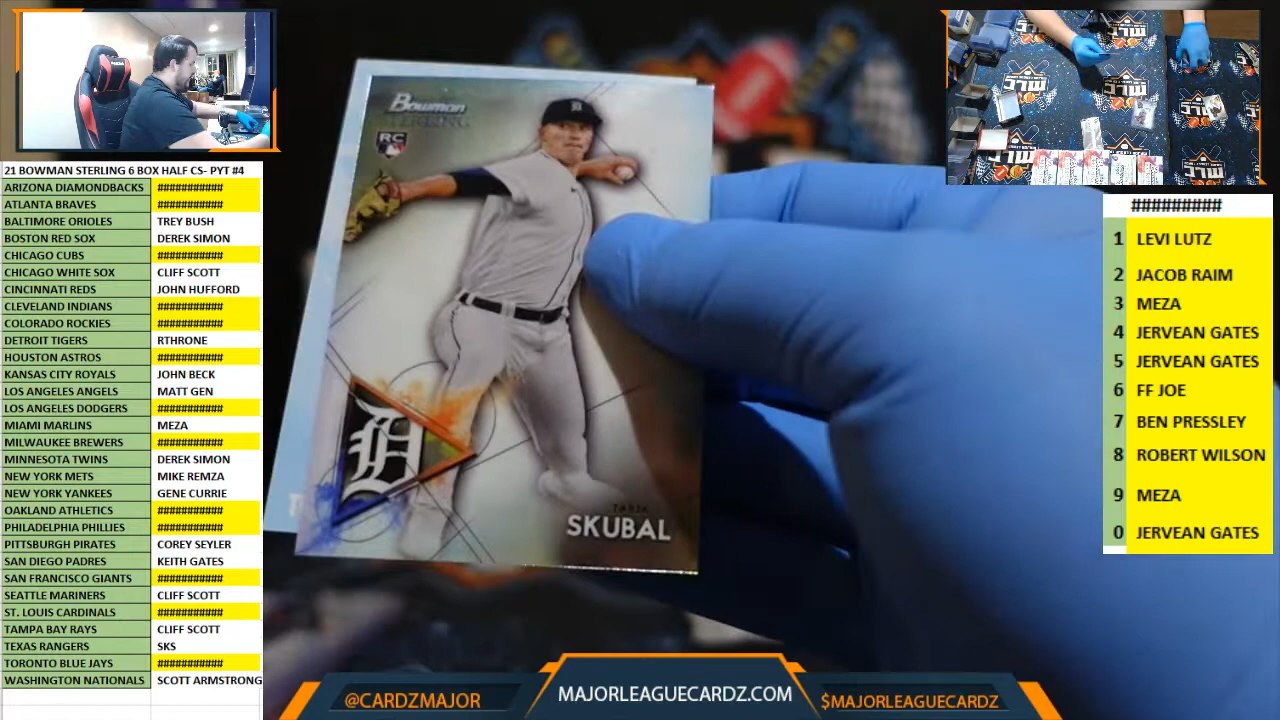 21 BOWMAN STERLING 6 BOX HALF CS- PYT #4
ARIZONA DIAMONDBACKS ###########
ATLANTA BRAVES ###########
BALTIMORE ORIOLES TREY BUSH
BOSTON RED SOX DEREK SIMON
CHICAGO CUBS ###########
CHICAGO WHITE SOX CLIFF SCOTT
CINCINNATI REDS JOHN HUFFORD
CLEVELAND INDIANS ###########
COLORADO ROCKIES ###########
DETROIT TIGERS RTHRONE
HOUSTON ASTROS ###########
KANSAS CITY ROYALS JOHN BECK
LOS ANGELES ANGELS MATT GEN
LOS ANGELES DODGERS ###########
MIAMI MARLINS MEZA
MILWAUKEE BREWERS ###########
MINNESOTA TWINS DEREK SIMON
NEW YORK METS MIKE REMZA
NEW YORK YANKEES GENE CURRIE
OAKLAND ATHLETICS ###########
PHILADELPHIA PHILLIES ###########
PITTSBURGH PIRATES COREY SEYLER
SAN DIEGO PADRES KEITH GATES
SAN FRANCISCO GIANTS ###########
SEATTLE MARINERS CLIFF SCOTT
ST. LOUIS CARDINALS ###########
TAMPA BAY RAYS CLIFF SCOTT
TEXAS RANGERS SKS
TORONTO BLUE JAYS ###########
WASHINGTON NATIONALS SCOTT ARMSTRONG
Bowman
STERLING
RC
D
D
TARIK
SKUBAL
MLC
#########
1 LEVI LUTZ
2 JACOB RAIM
3 MEZA
4 JERVEAN GATES
5 JERVEAN GATES
6 FF JOE
7 BEN PRESSLEY
8 ROBERT WILSON
9 MEZA
0 JERVEAN GATES
@CARDZMAJOR
MAJORLEAGUECARDZ.COM
$MAJORLEAGUECARDZ